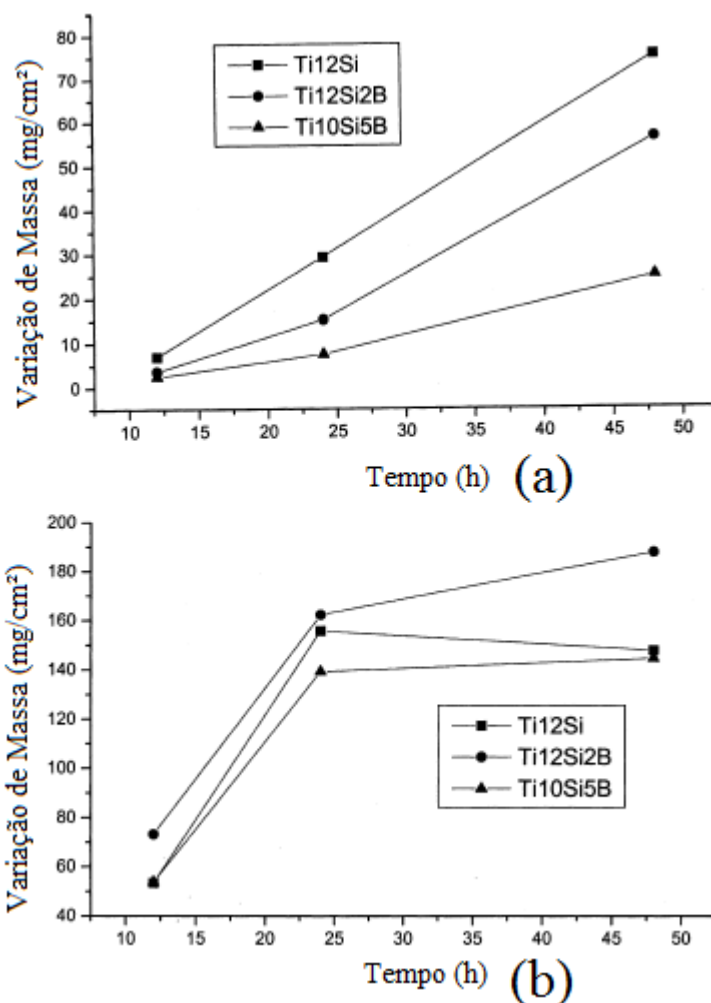 Variação de Massa (mg/cm²)
80
70
60
50
40
30
20
10
0
Ti12Si
Ti12Si2B
Ti10Si5B
10 15 20 25 30 35 40 45 50
Tempo (h) (a)
Variação de Massa (mg/cm²)
200
180
160
140
120
100
80
60
40
Ti12Si
Ti12Si2B
Ti10Si5B
10 15 20 25 30 35 40 45 50
Tempo (h) (b)